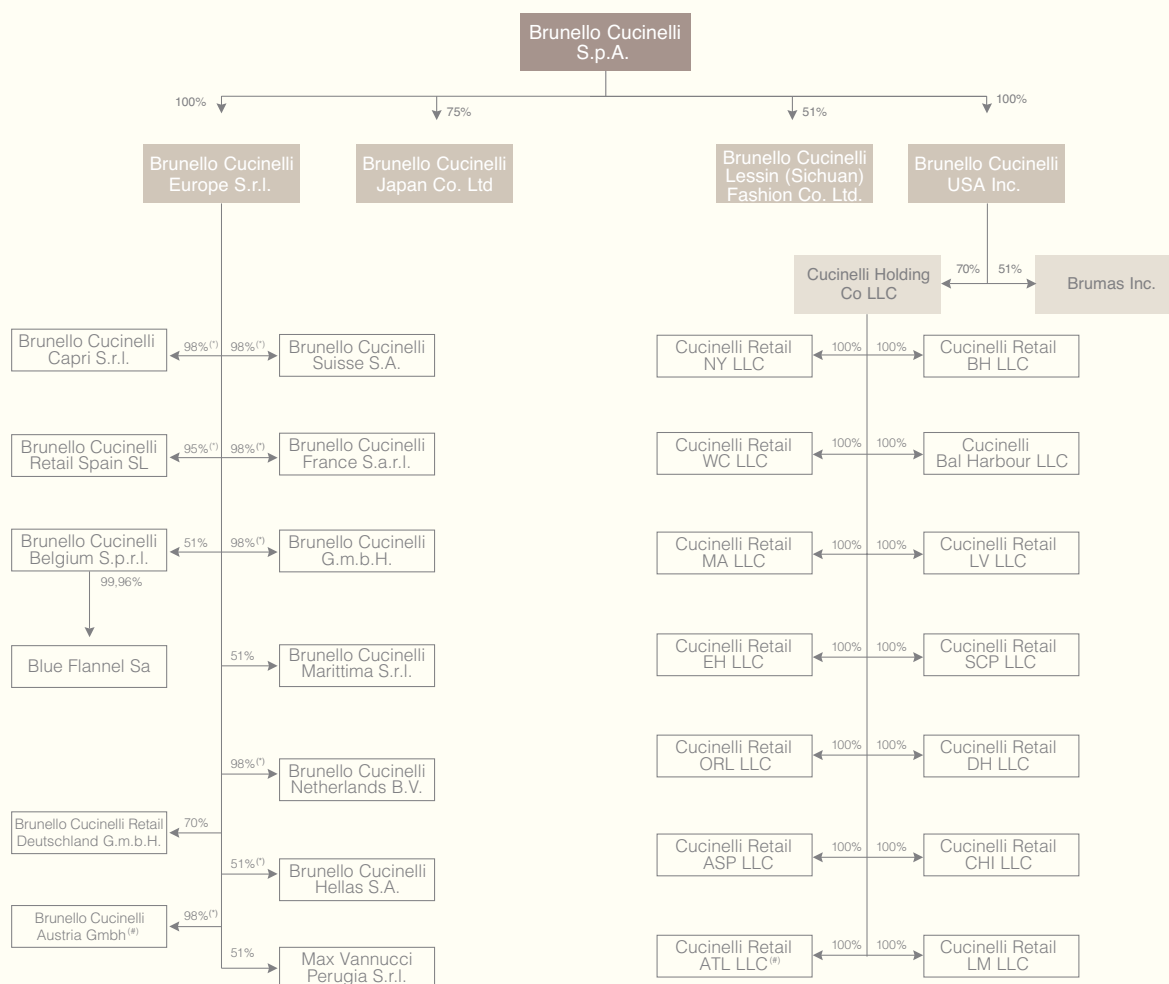 Brunello Cucinelli
S.p.A.
100%
75%
51%
100%
Brunello Cucinelli
Europe S.r.l.
Brunello Cucinelli
Japan Co. Ltd
Brunello Cucinelli
Lessin (Sichuan)
Fashion Co. Ltd.
Brunello Cucinelli
USA Inc.
Cucinelli Holding
Co LLC
70%
51%
Brumas Inc.
Brunello Cucinelli
Capri S.r.l.
98%(*)
98%(*)
Brunello Cucinelli
Suisse S.A.
Cucinelli Retail
NY LLC
100%
100%
Cucinelli Retail
BH LLC
Brunello Cucinelli
Retail Spain SL
95%(*)
98%(*)
Brunello Cucinelli
France S.a.r.l.
Cucinelli Retail
WC LLC
100%
100%
Cucinelli
Bal Harbour LLC
Brunello Cucinelli
Belgium S.p.r.l.
51%
98%(*)
Brunello Cucinelli
G.m.b.H.
Cucinelli Retail
MA LLC
100%
100%
Cucinelli Retail
LV LLC
99,96%
Blue Flannel Sa
51%
Brunello Cucinelli
Marittima S.r.l.
Cucinelli Retail
EH LLC
100%
100%
Cucinelli Retail
SCP LLC
98%(*)
Brunello Cucinelli
Netherlands B.V.
Cucinelli Retail
ORL LLC
100%
100%
Cucinelli Retail
DH LLC
Brunello Cucinelli Retail
Deutschland G.m.b.H.
70%
51%(*)
Brunello Cucinelli
Hellas S.A.
Cucinelli Retail
ASP LLC
100%
100%
Cucinelli Retail
CHI LLC
Brunello Cucinelli
Austria Gmbh(#)
98%(*)
51%
Max Vannucci
Perugia S.r.l.
Cucinelli Retail
ATL LLC(#)
100%
100%
Cucinelli Retail
LM LLC